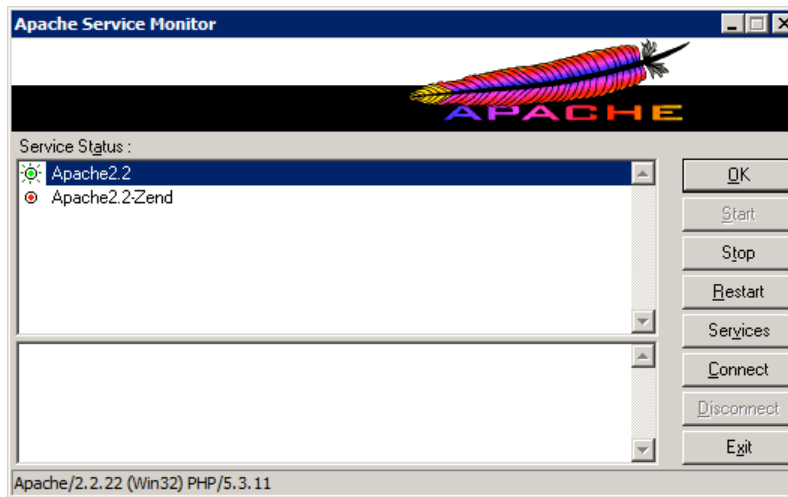 Apache Service Monitor
APACHE
Service Status :
Apache2.2
Apache2.2-Zend
OK
Start
Stop
Restart
Services
Connect
Disconnect
Exit
Apache/2.2.22 (Win32) PHP/5.3.11